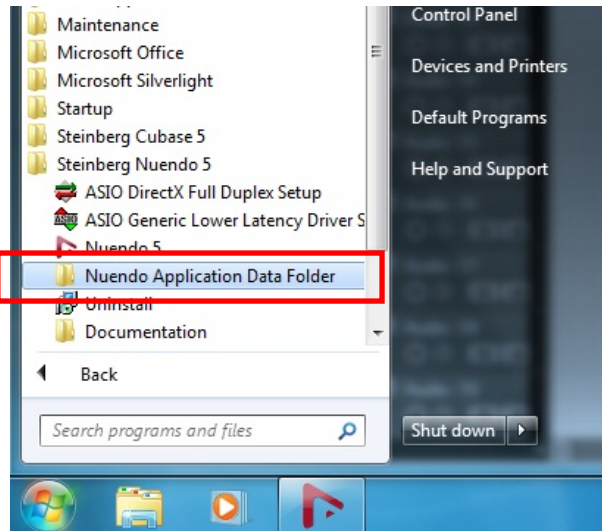 Maintenance
Microsoft Office
Microsoft Silverlight
Startup
Steinberg Cubase 5
Steinberg Nuendo 5
ASIO DirectX Full Duplex Setup
ASIO Generic Lower Latency Driver S
Nuendo 5
Nuendo Application Data Folder
Uninstall
Documentation
Back
Search programs and files
Control Panel
Devices and Printers
Default Programs
Help and Support
Shut down